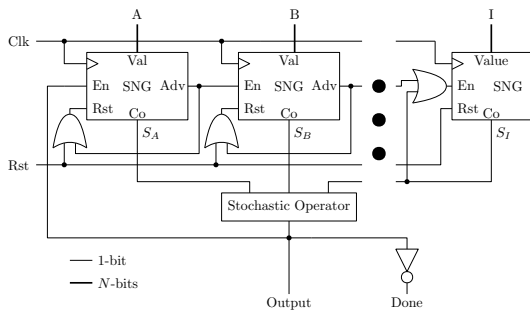 A
B
I
Clk
Val
Val
Value
En
SNG
Adv
En
SNG
Adv
En
SNG
Rst
Rst
Rst
Co
Co
Co
S_A
S_B
S_I
Rst
Stochastic Operator
1-bit
N-bits
Output
Done